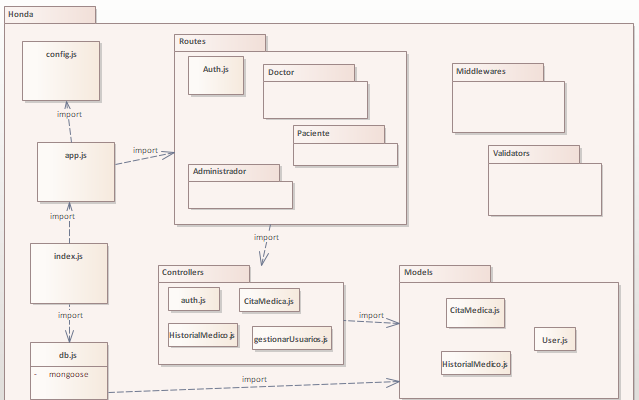 Honda
config.js
import
app.js
import
import
index.js
import
db.js
- mongoose
import
Routes
Auth.js
Doctor
Paciente
Administrador
import
Controllers
auth.js
CitaMedica.js
HistorialMedico.js
gestionarUsuarios.js
import
Middlewares
Validators
Models
CitaMedica.js
User.js
HistorialMedico.js